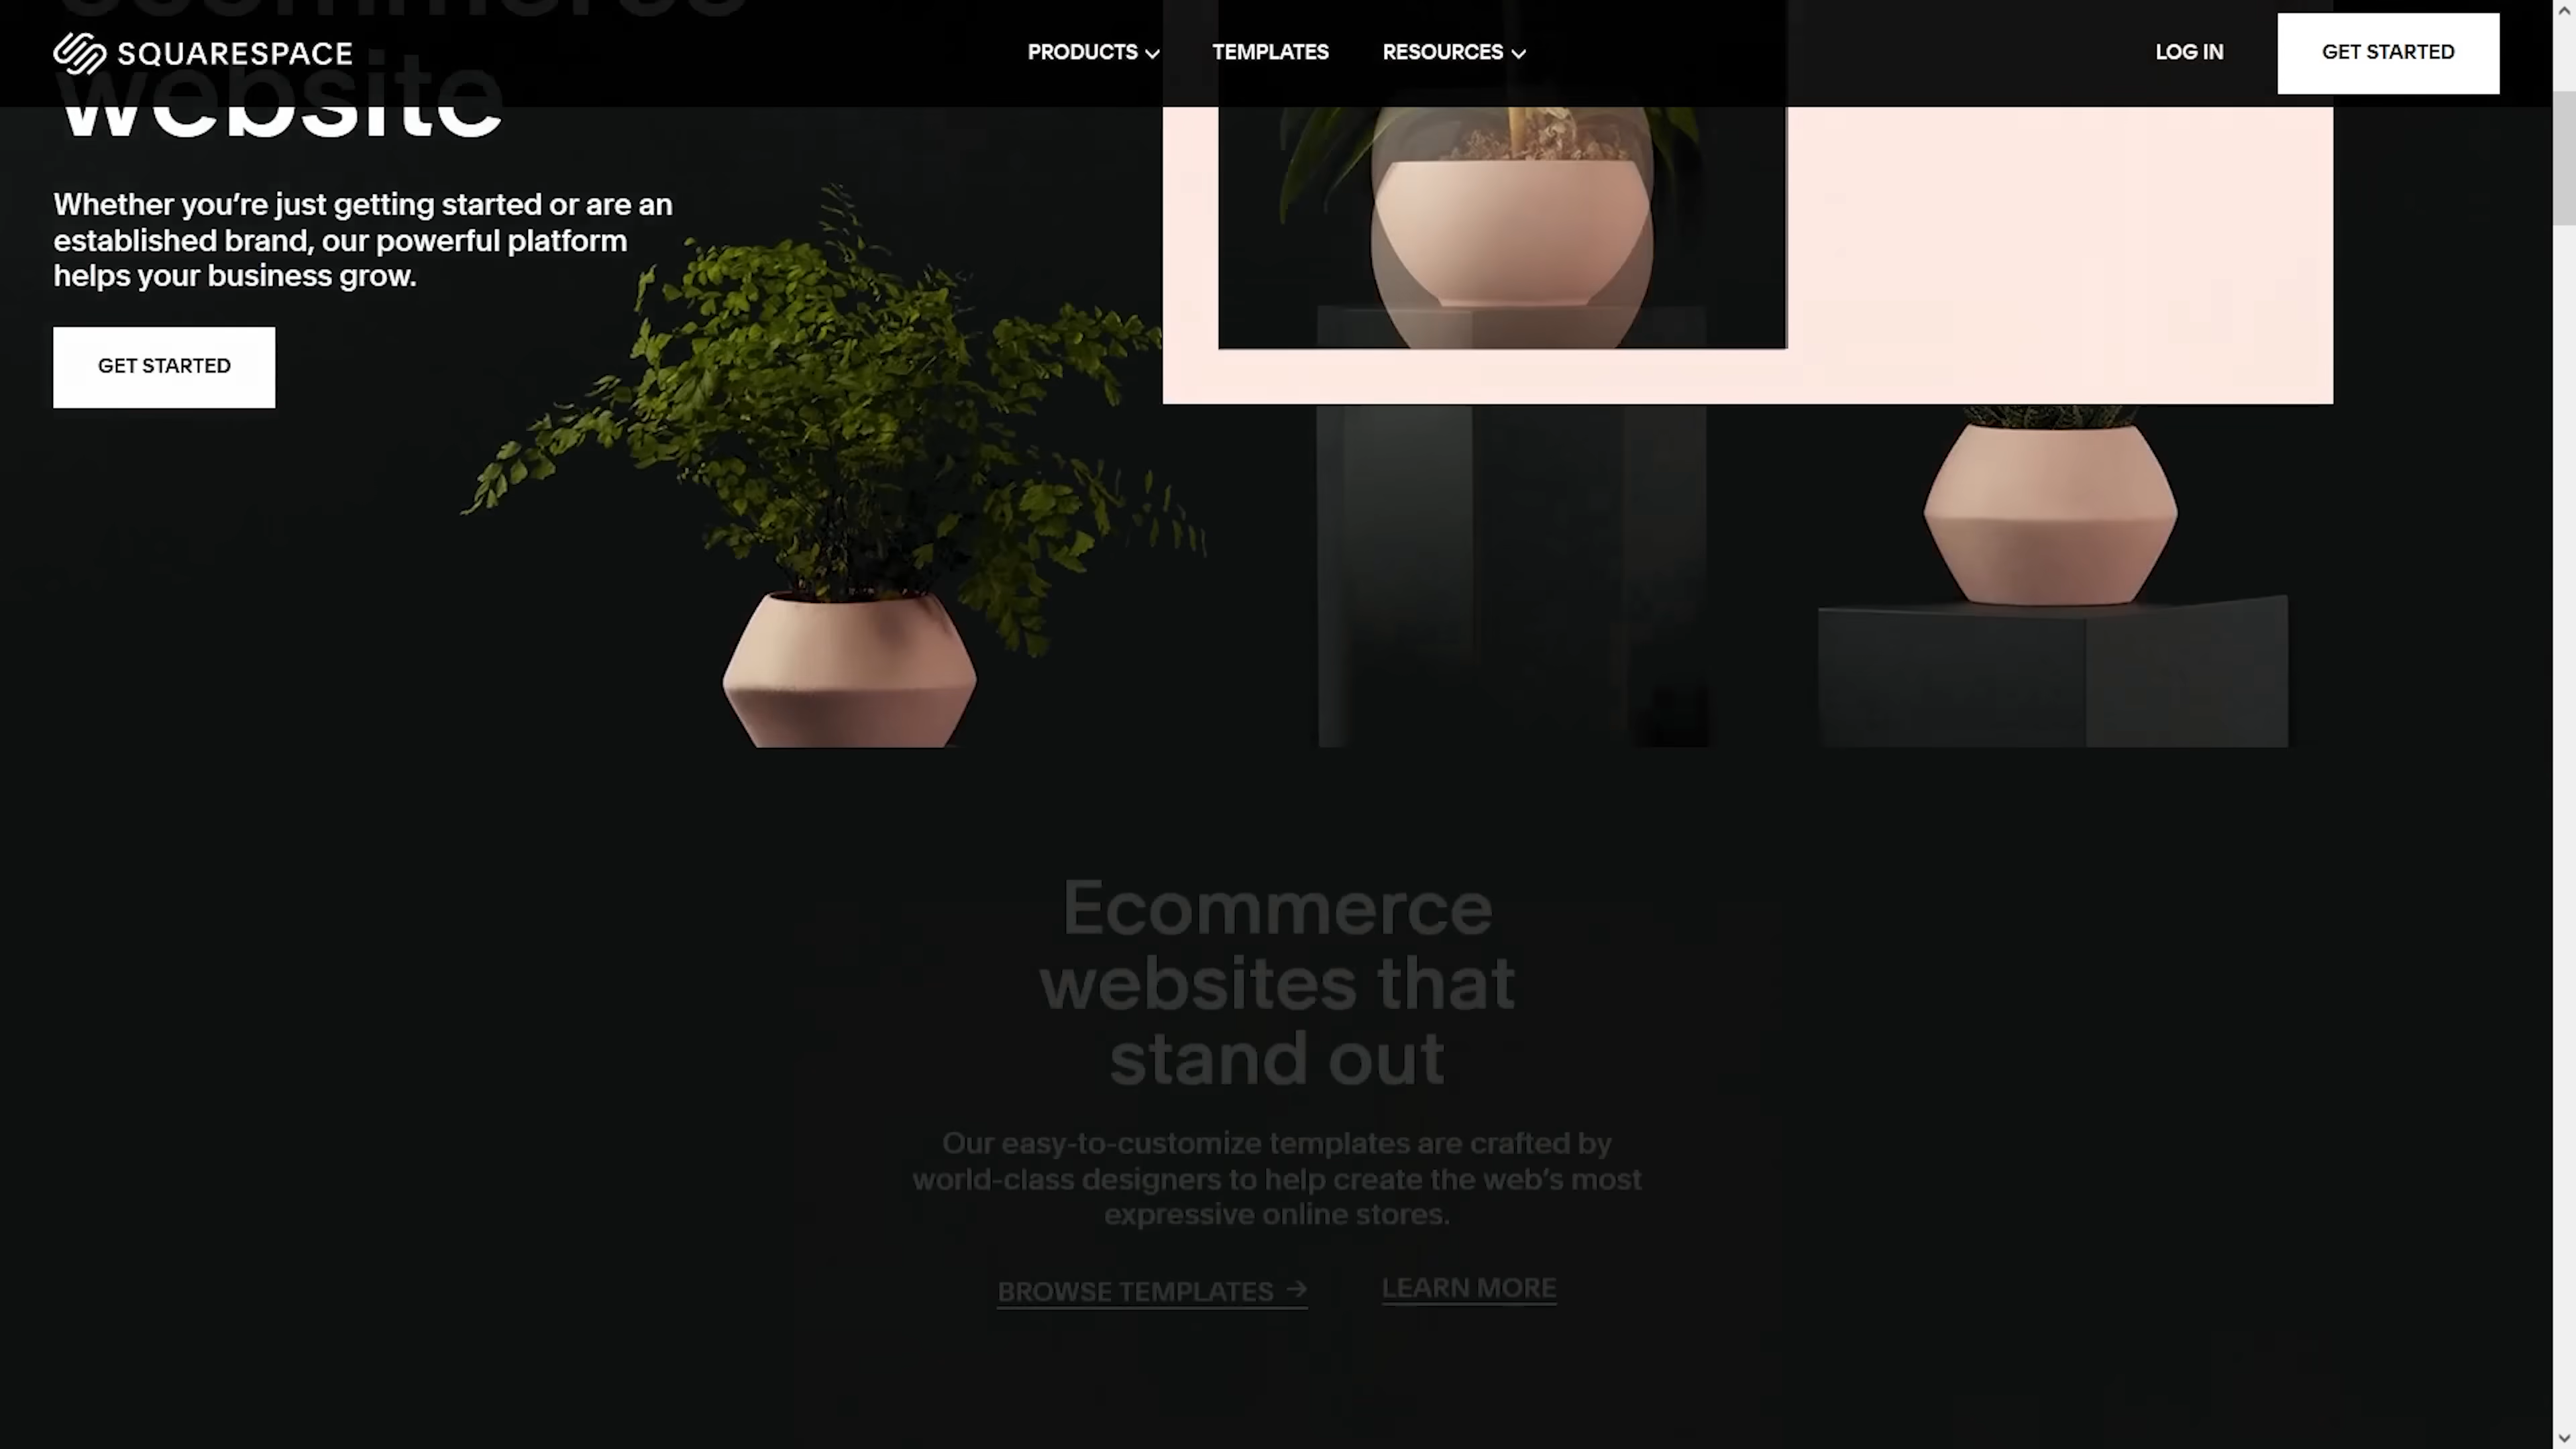 ecommerce
SQUARESPACE
PRODUCTS
TEMPLATES
RESOURCES
LOG IN
GET STARTED
website
Whether you’re just getting started or are an
established brand, our powerful platform
helps your business grow.
GET STARTED
Ecommerce
websites that
stand out
Our easy-to-customize templates are crafted by
world-class designers to help create the web’s most
expressive online stores.
BROWSE TEMPLATES →
LEARN MORE